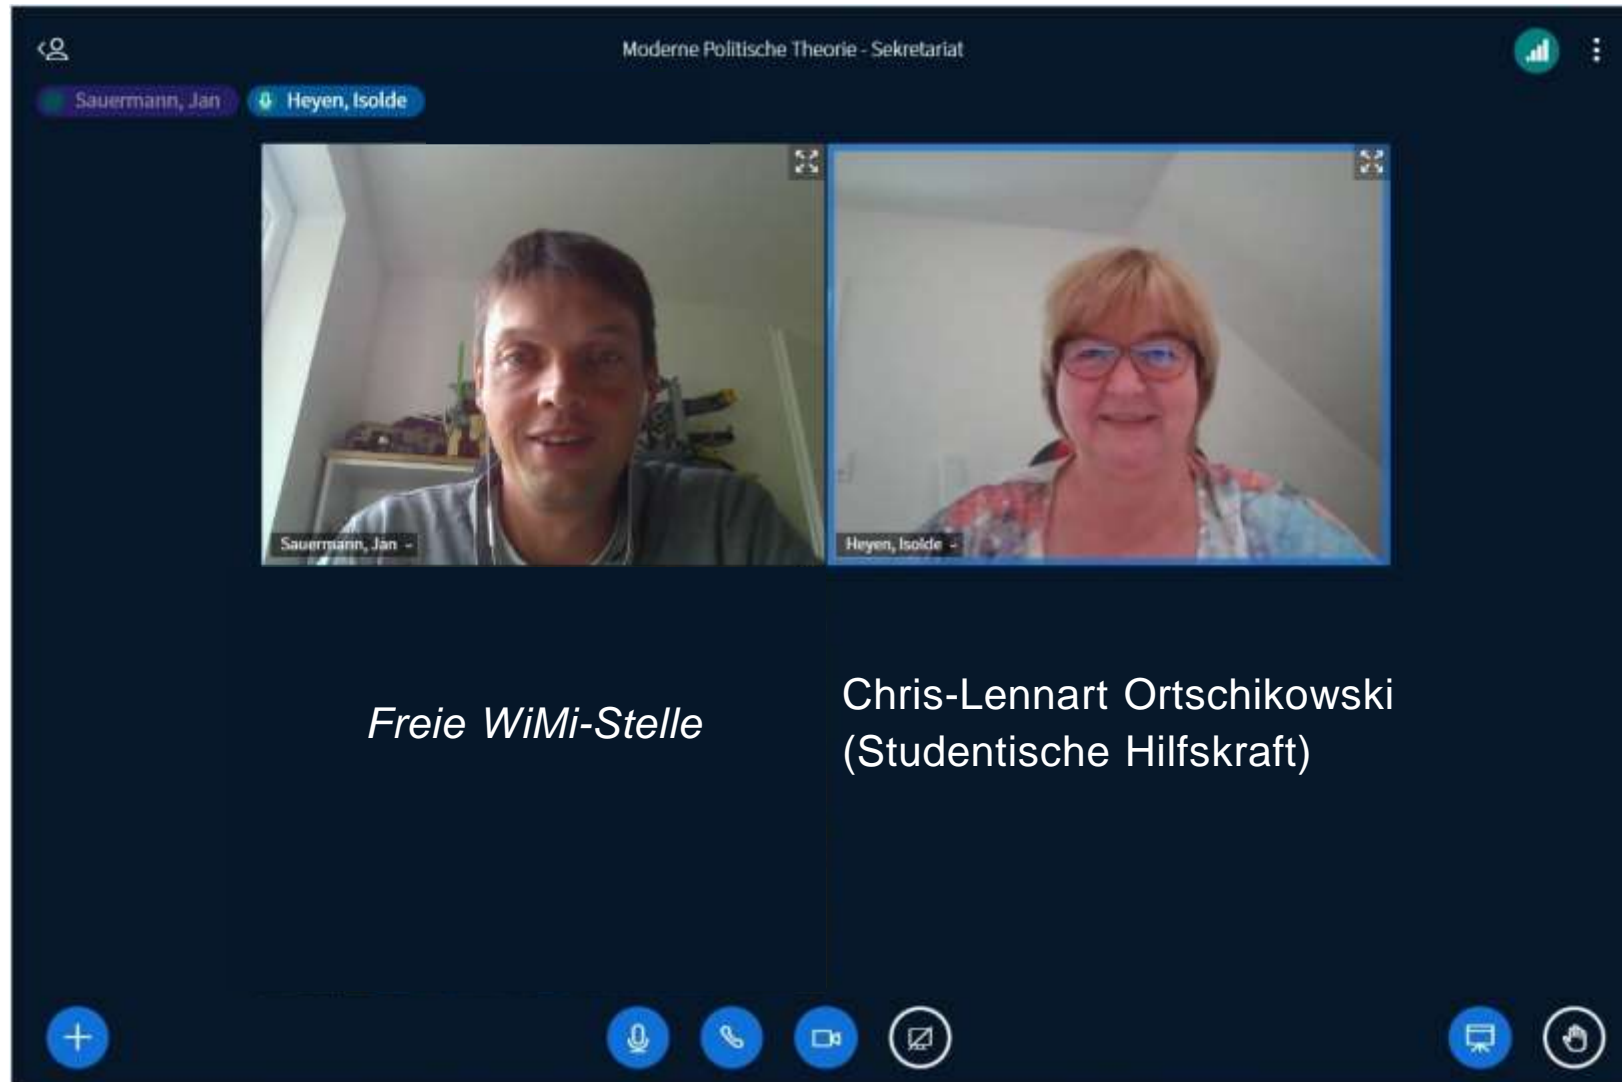 Moderne Politische Theorie - Sekretariat
Sauermann, Jan
Heyen, Isolde
Sauermann, Jan
Heyen, Isolde
Freie WiMi-Stelle
Chris-Lennart Ortschikowski
(Studentische Hilfskraft)